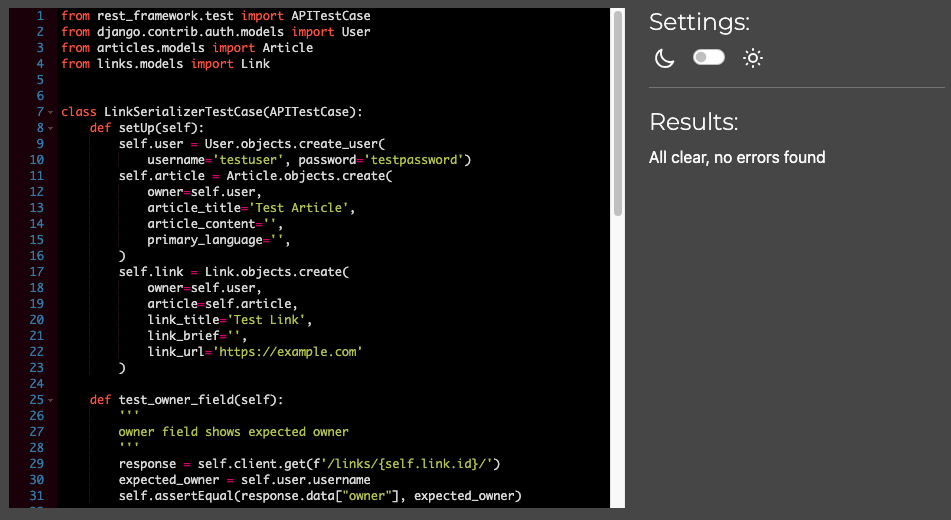 1 from rest_framework.test import APITestCase
2 from django.contrib.auth.models import User
3 from articles.models import Article
4 from links.models import Link
5
6
7 class LinkSerializerTestCase(APITestCase):
8     def setUp(self):
9         self.user = User.objects.create_user(
10             username='testuser', password='testpassword')
11         self.article = Article.objects.create(
12             owner=self.user,
13             article_title='Test Article',
14             article_content='',
15             primary_language='',
16         )
17         self.link = Link.objects.create(
18             owner=self.user,
19             article=self.article,
20             link_title='Test Link',
21             link_brief='',
22             link_url='https://example.com'
23         )
24
25     def test_owner_field(self):
26         '''
27         owner field shows expected owner
28         '''
29         response = self.client.get(f'/links/{self.link.id}/')
30         expected_owner = self.user.username
31         self.assertEqual(response.data["owner"], expected_owner)
Settings:
Results:
All clear, no errors found